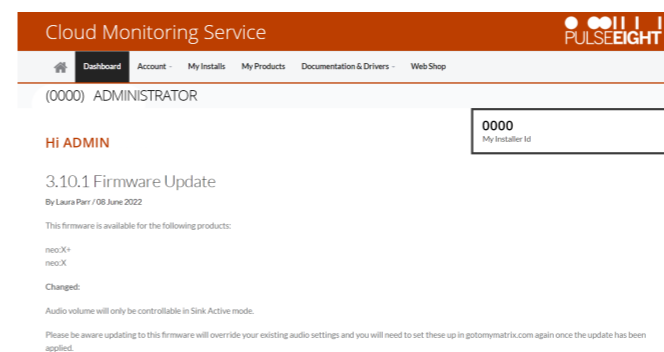 Cloud Monitoring Service
PULSEEIGHT
Dashboard Account My Installs My Products Documentation & Drivers Web Shop
(0000) ADMINISTRATOR
0000
My Installer Id
Hi ADMIN
3.10.1 Firmware Update
By Laura Parr / 08 June 2022
This firmware is available for the following products:
neo:X+
neo:X
Changed:
Audio volume will only be controllable in Sink Active mode.
Please be aware updating to this firmware will override your existing audio settings and you will need to set these up in gotomymatrix.com again once the update has been
applied.